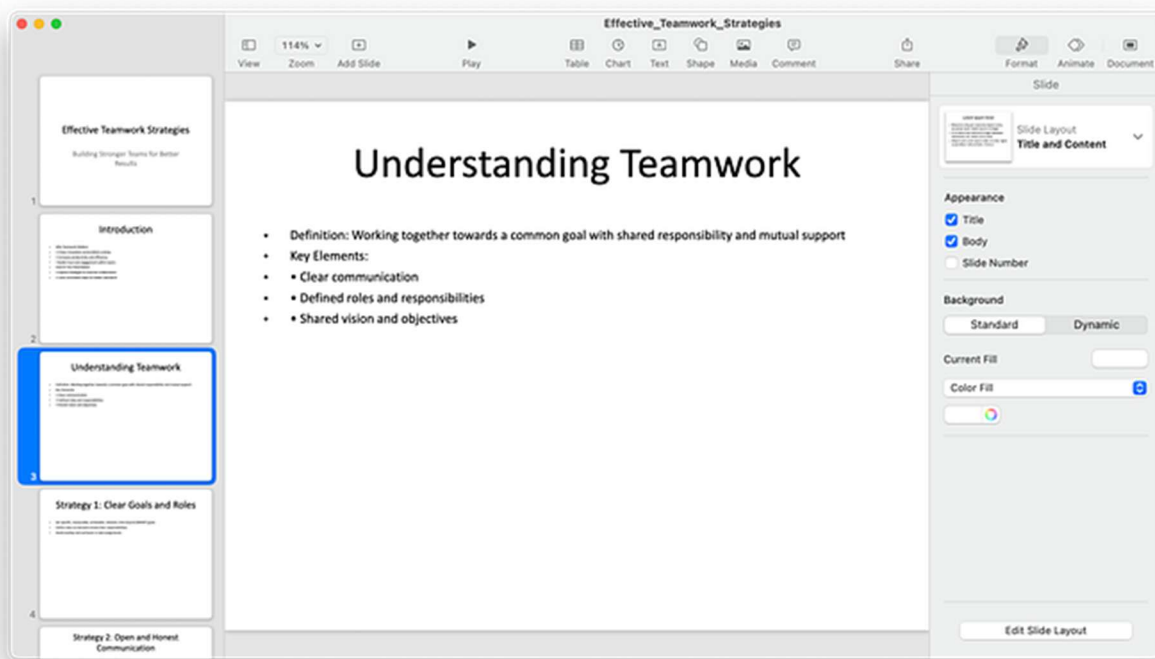 Effective_Teamwork_Strategies
114%
View
Zoom
Add Slide
Play
Table
Chart
Text
Shape
Media
Comment
Share
Format
Animate
Document
Effective Teamwork Strategies
Building Stronger Teams for Better
Results
1
Introduction
2
Understanding Teamwork
3
Strategy 1: Clear Goals and Roles
4
Strategy 2: Open and Honest
Communication
Understanding Teamwork
• Definition: Working together towards a common goal with shared responsibility and mutual support
• Key Elements:
• • Clear communication
• • Defined roles and responsibilities
• • Shared vision and objectives
Slide
Slide Layout
Title and Content
Appearance
Title
Body
Slide Number
Background
Standard
Dynamic
Current Fill
Color Fill
Edit Slide Layout